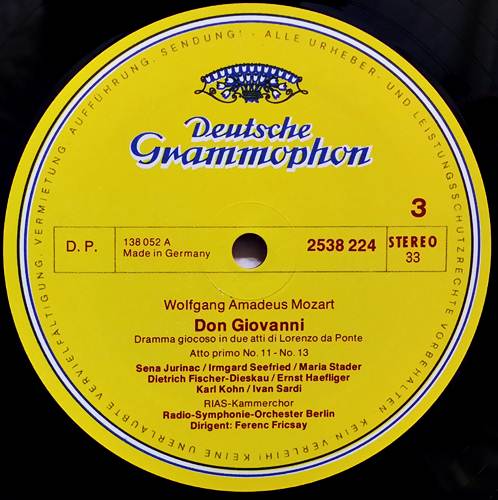 KEINE UNERLAUBTE VERVIELFÄLTIGUNG, VERMIETUNG, AUFFÜHRUNG, SENDUNG! - ALLE URHEBER- UND LEISTUNGSSCHUTZRECHTE VORBEHALTEN. KEIN VERLEIH!
Deutsche
Grammophon
3
D. P.
138 052 A
Made in Germany
2538 224
STEREO
33
Wolfgang Amadeus Mozart
Don Giovanni
Dramma giocoso in due atti di Lorenzo da Ponte
Atto primo No. 11 - No. 13
Sena Jurinac / Irmgard Seefried / Maria Stader
Dietrich Fischer-Dieskau / Ernst Haefliger
Karl Kohn / Ivan Sardi
RIAS-Kammerchor
Radio-Symphonie-Orchester Berlin
Dirigent: Ferenc Fricsay